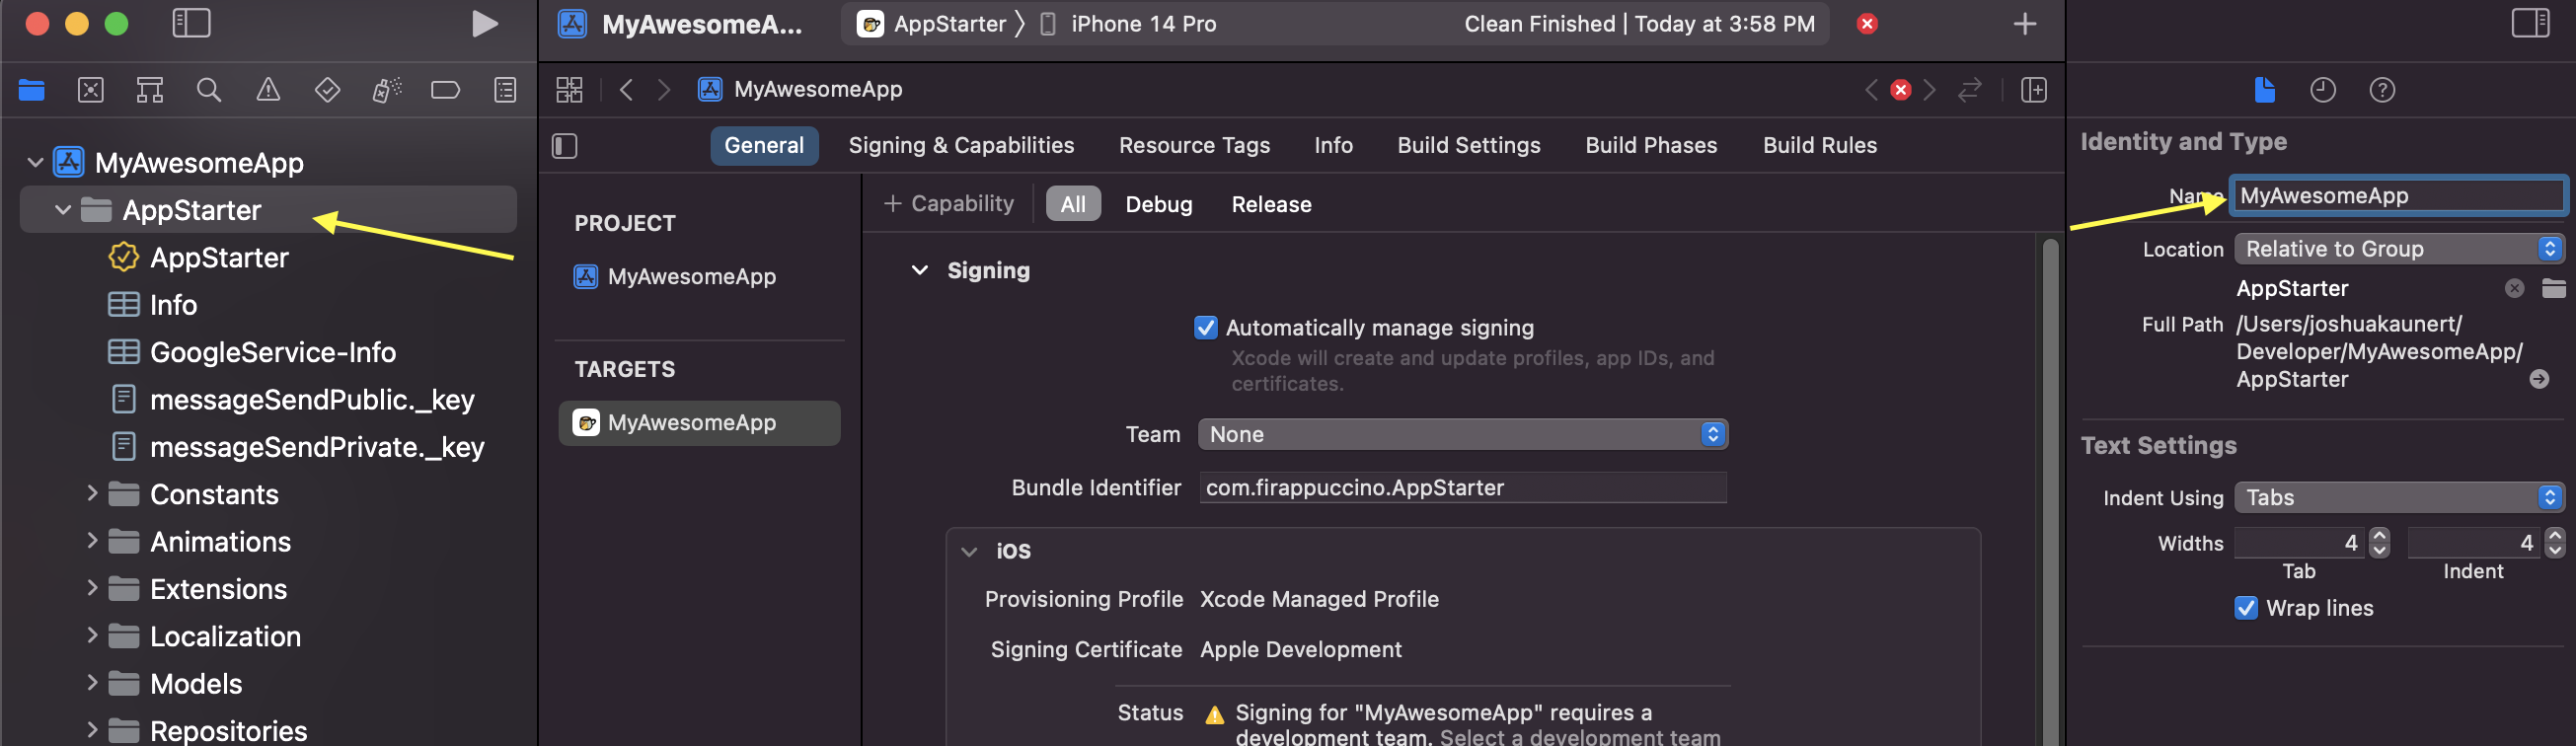 MyAwesomeA...
AppStarter
iPhone 14 Pro
Clean Finished | Today at 3:58 PM
MyAwesomeApp
AppStarter
AppStarter
Info
GoogleService-Info
messageSendPublic._key
messageSendPrivate._key
Constants
Animations
Extensions
Localization
Models
Repositories
MyAwesomeApp
General
Signing & Capabilities
Resource Tags
Info
Build Settings
Build Phases
Build Rules
PROJECT
MyAwesomeApp
TARGETS
MyAwesomeApp
+ Capability
All
Debug
Release
Signing
Automatically manage signing
Xcode will create and update profiles, app IDs, and
certificates.
Team None
Bundle Identifier com.firappuccino.AppStarter
iOS
Provisioning Profile Xcode Managed Profile
Signing Certificate Apple Development
Status Signing for "MyAwesomeApp" requires a
development team. Select a development team
Identity and Type
Name MyAwesomeApp
Location Relative to Group
AppStarter
Full Path /Users/joshuakaunert/
Developer/MyAwesomeApp/
AppStarter
Text Settings
Indent Using Tabs
Widths 4 4
Tab Indent
Wrap lines